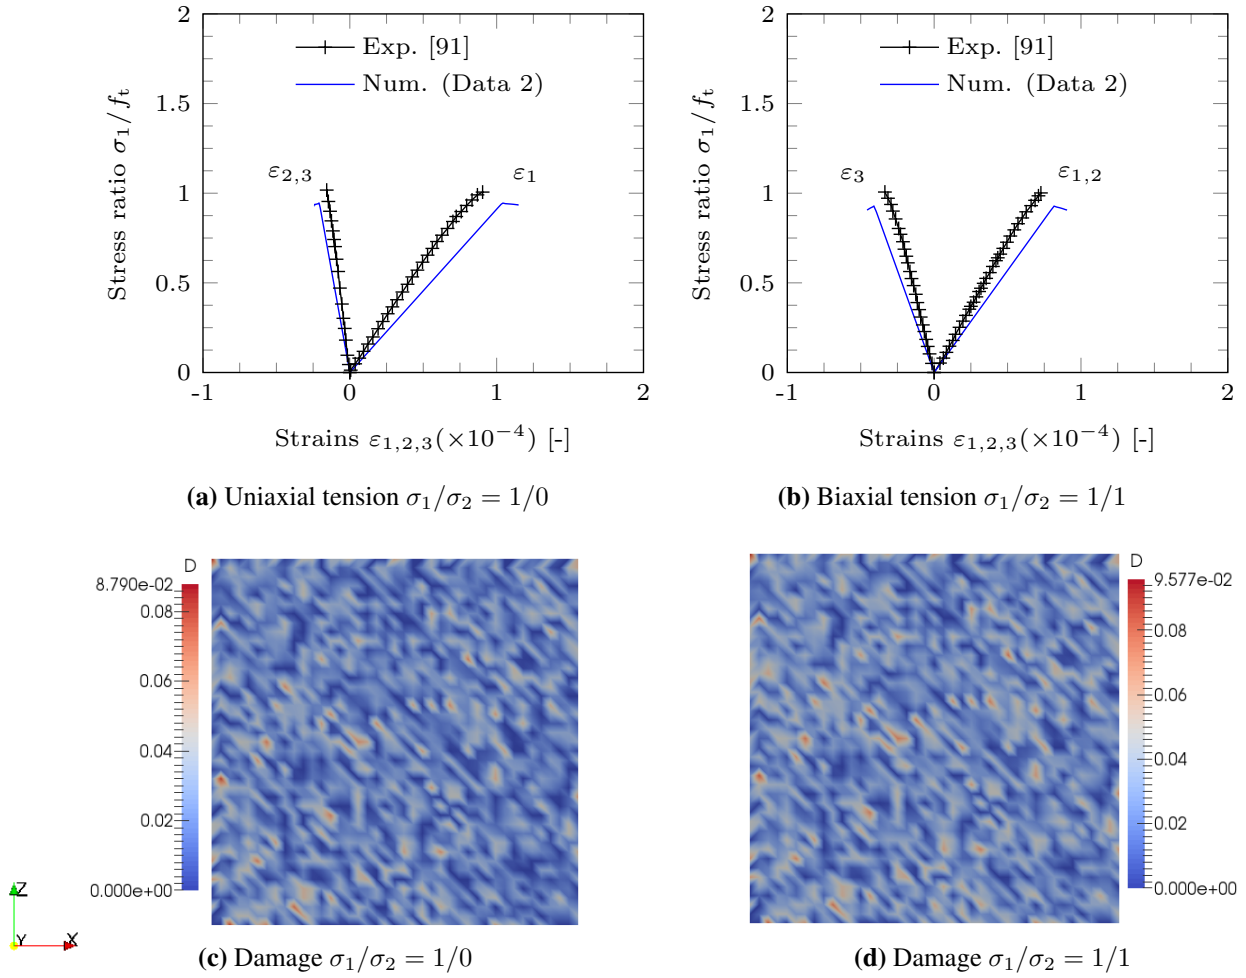 2
1.5
1
0.5
0
-1
0
1
2
Stress ratio σ₁/fₜ
Exp. [91]
Num. (Data 2)
ε₂,₃
ε₁
Strains ε₁,₂,₃(×10⁻⁴) [-]
(a) Uniaxial tension σ₁/σ₂ = 1/0
2
1.5
1
0.5
0
-1
0
1
2
Stress ratio σ₁/fₜ
Exp. [91]
Num. (Data 2)
ε₃
ε₁,₂
Strains ε₁,₂,₃(×10⁻⁴) [-]
(b) Biaxial tension σ₁/σ₂ = 1/1
D
8.790e-02
0.08
0.06
0.04
0.02
0.000e+00
Z
Y
X
(c) Damage σ₁/σ₂ = 1/0
D
9.577e-02
0.08
0.06
0.04
0.02
0.000e+00
(d) Damage σ₁/σ₂ = 1/1